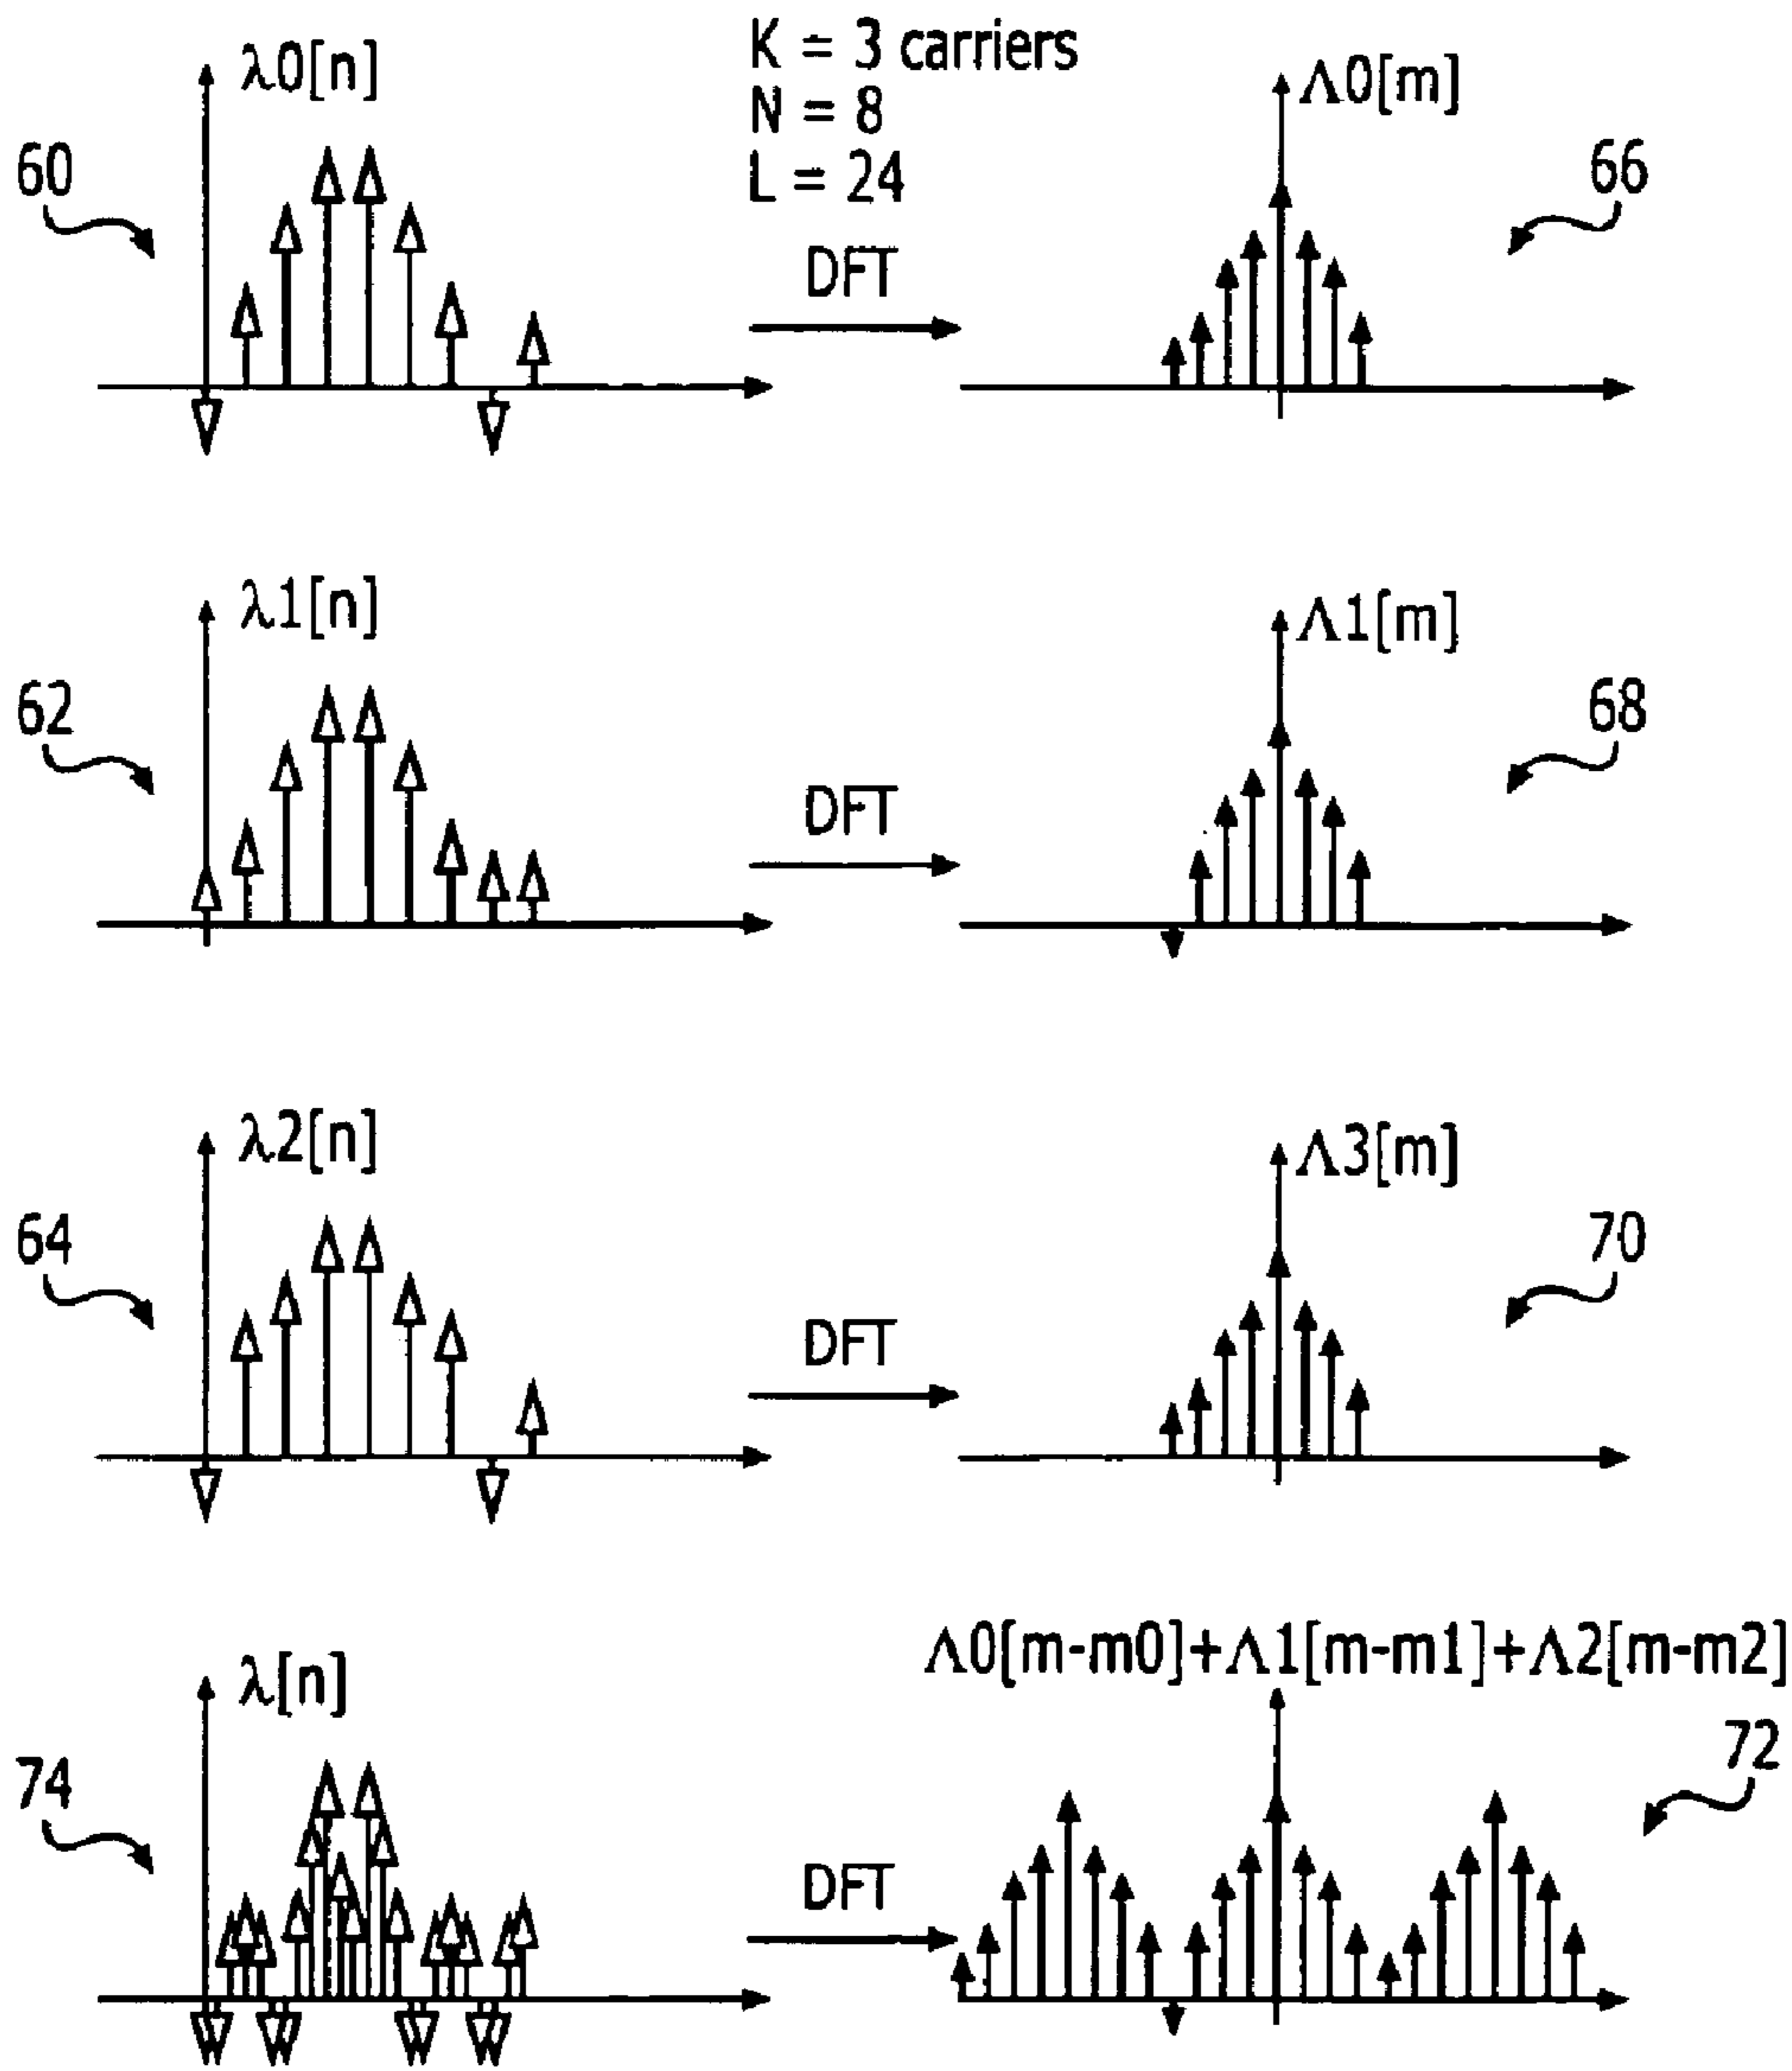 λ0[n]
K = 3 carriers
N = 8
L = 24
Λ0[m]
60
66
DFT
λ1[n]
Λ1[m]
62
68
DFT
λ2[n]
Λ3[m]
64
70
DFT
λ[n]
Λ0[m-m0]+Λ1[m-m1]+Λ2[m-m2]
74
72
DFT